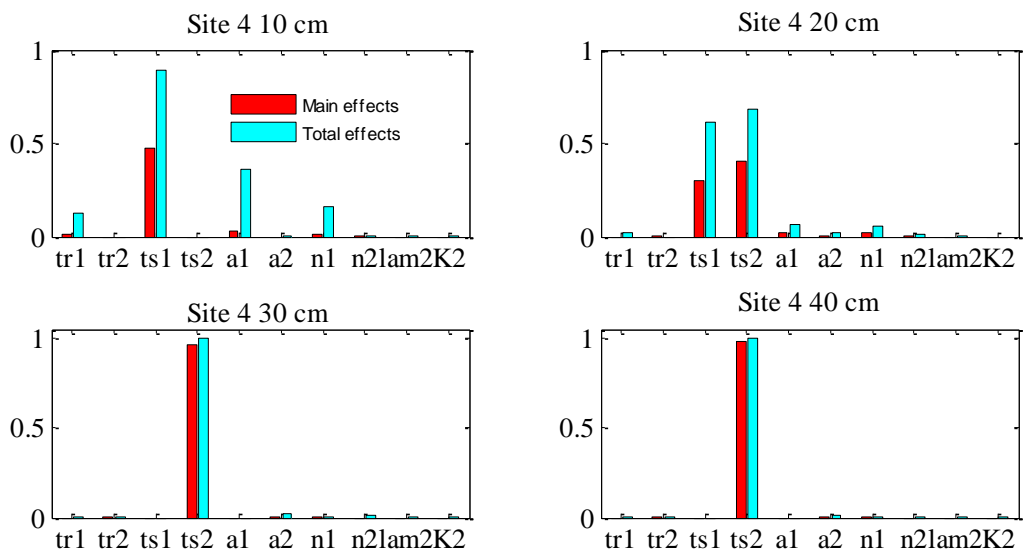 Site 4 10 cm
1
0.5
0
Main effects
Total effects
tr1 tr2 ts1 ts2 a1 a2 n1 n2lam2K2
Site 4 20 cm
1
0.5
0
tr1 tr2 ts1 ts2 a1 a2 n1 n2lam2K2
Site 4 30 cm
1
0.5
0
tr1 tr2 ts1 ts2 a1 a2 n1 n2lam2K2
Site 4 40 cm
1
0.5
0
tr1 tr2 ts1 ts2 a1 a2 n1 n2lam2K2